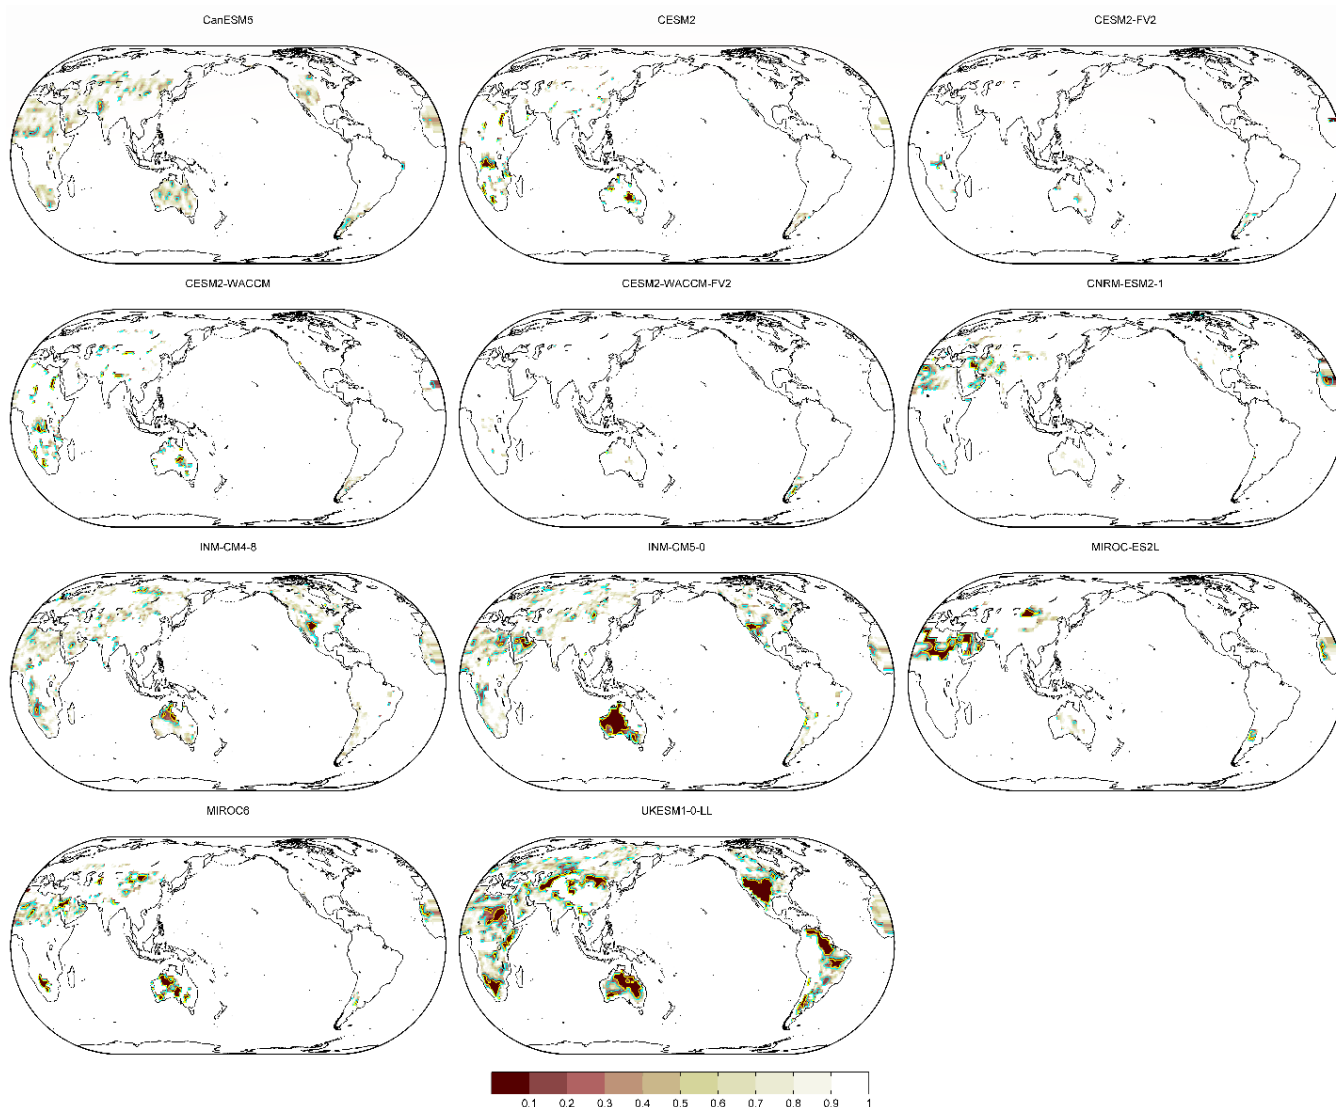 CanESM5 CESM2 CESM2-FV2
CESM2-WACCM CESM2-WACCM-FV2 CNRM-ESM2-1
INM-CM4-8 INM-CM5-0 MIROC-ES2L
MIROC6 UKESM1-0-LL
0.1 0.2 0.3 0.4 0.5 0.6 0.7 0.8 0.9 1